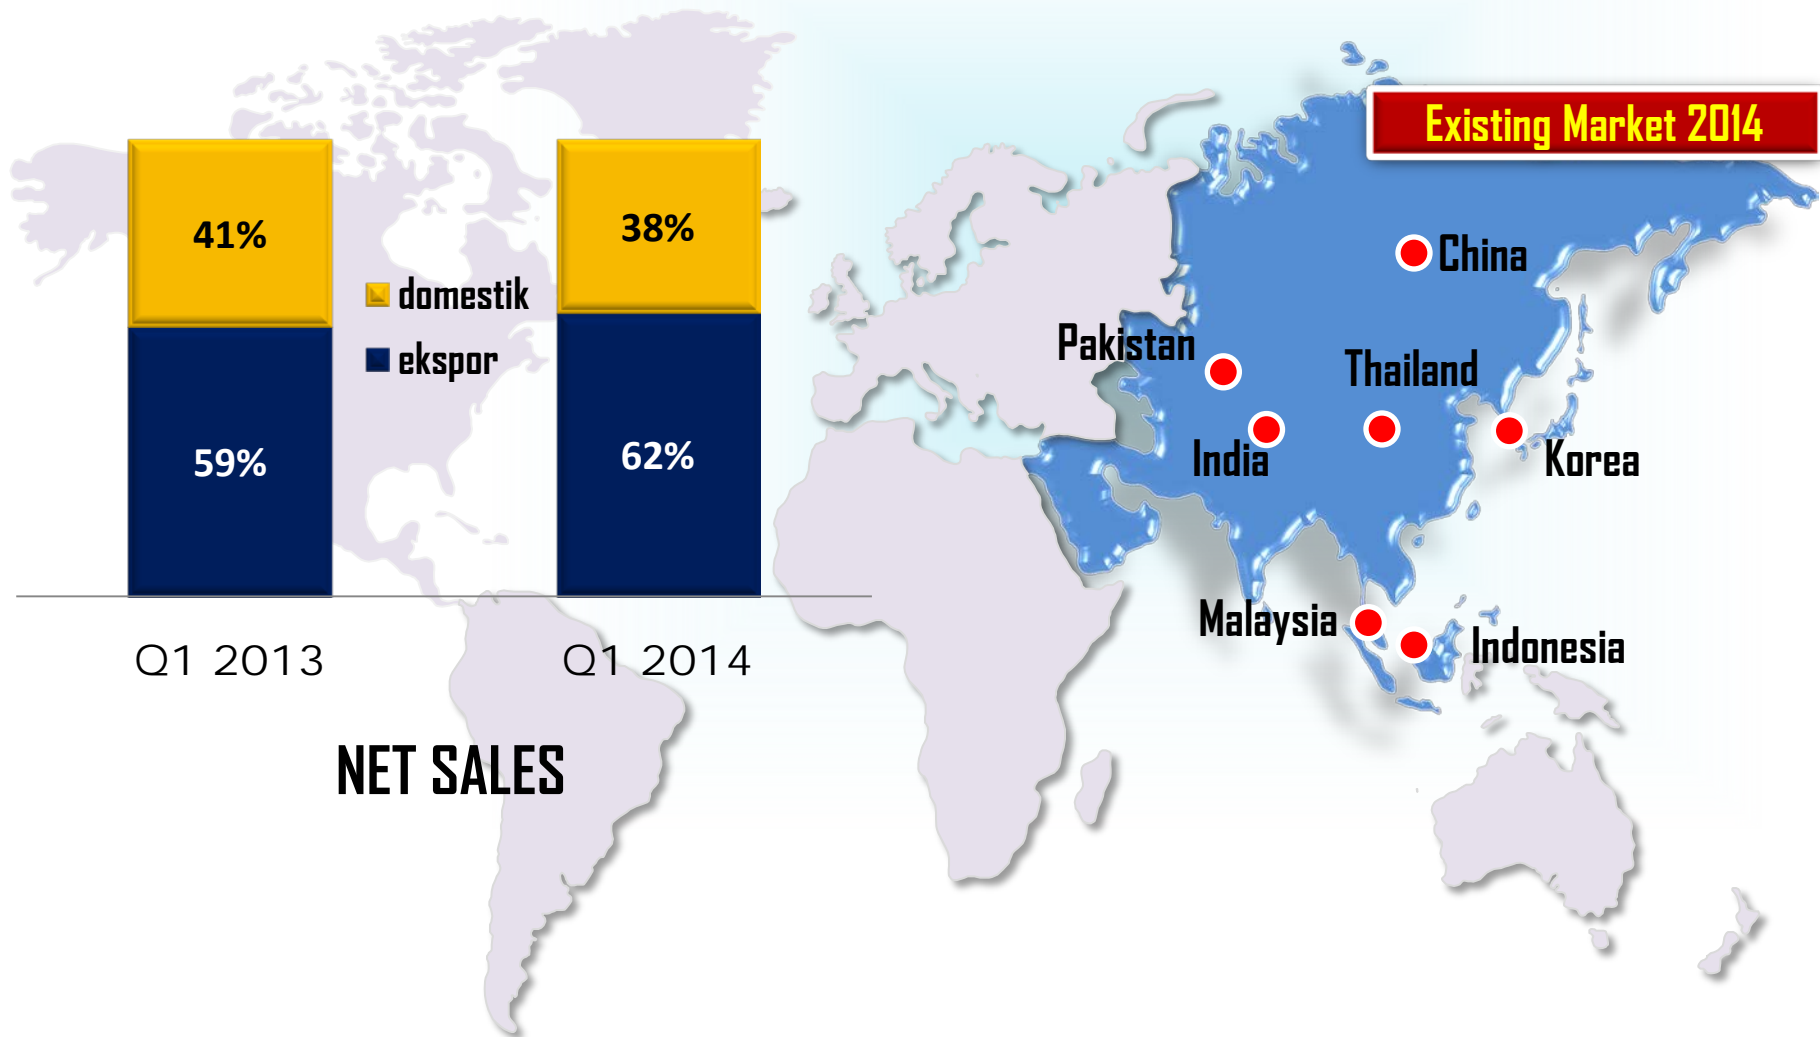 Existing Market 2014
41%
38%
domestik
ekspor
59%
62%
Q1 2013
Q1 2014
NET SALES
China
Pakistan
Thailand
India
Korea
Malaysia
Indonesia